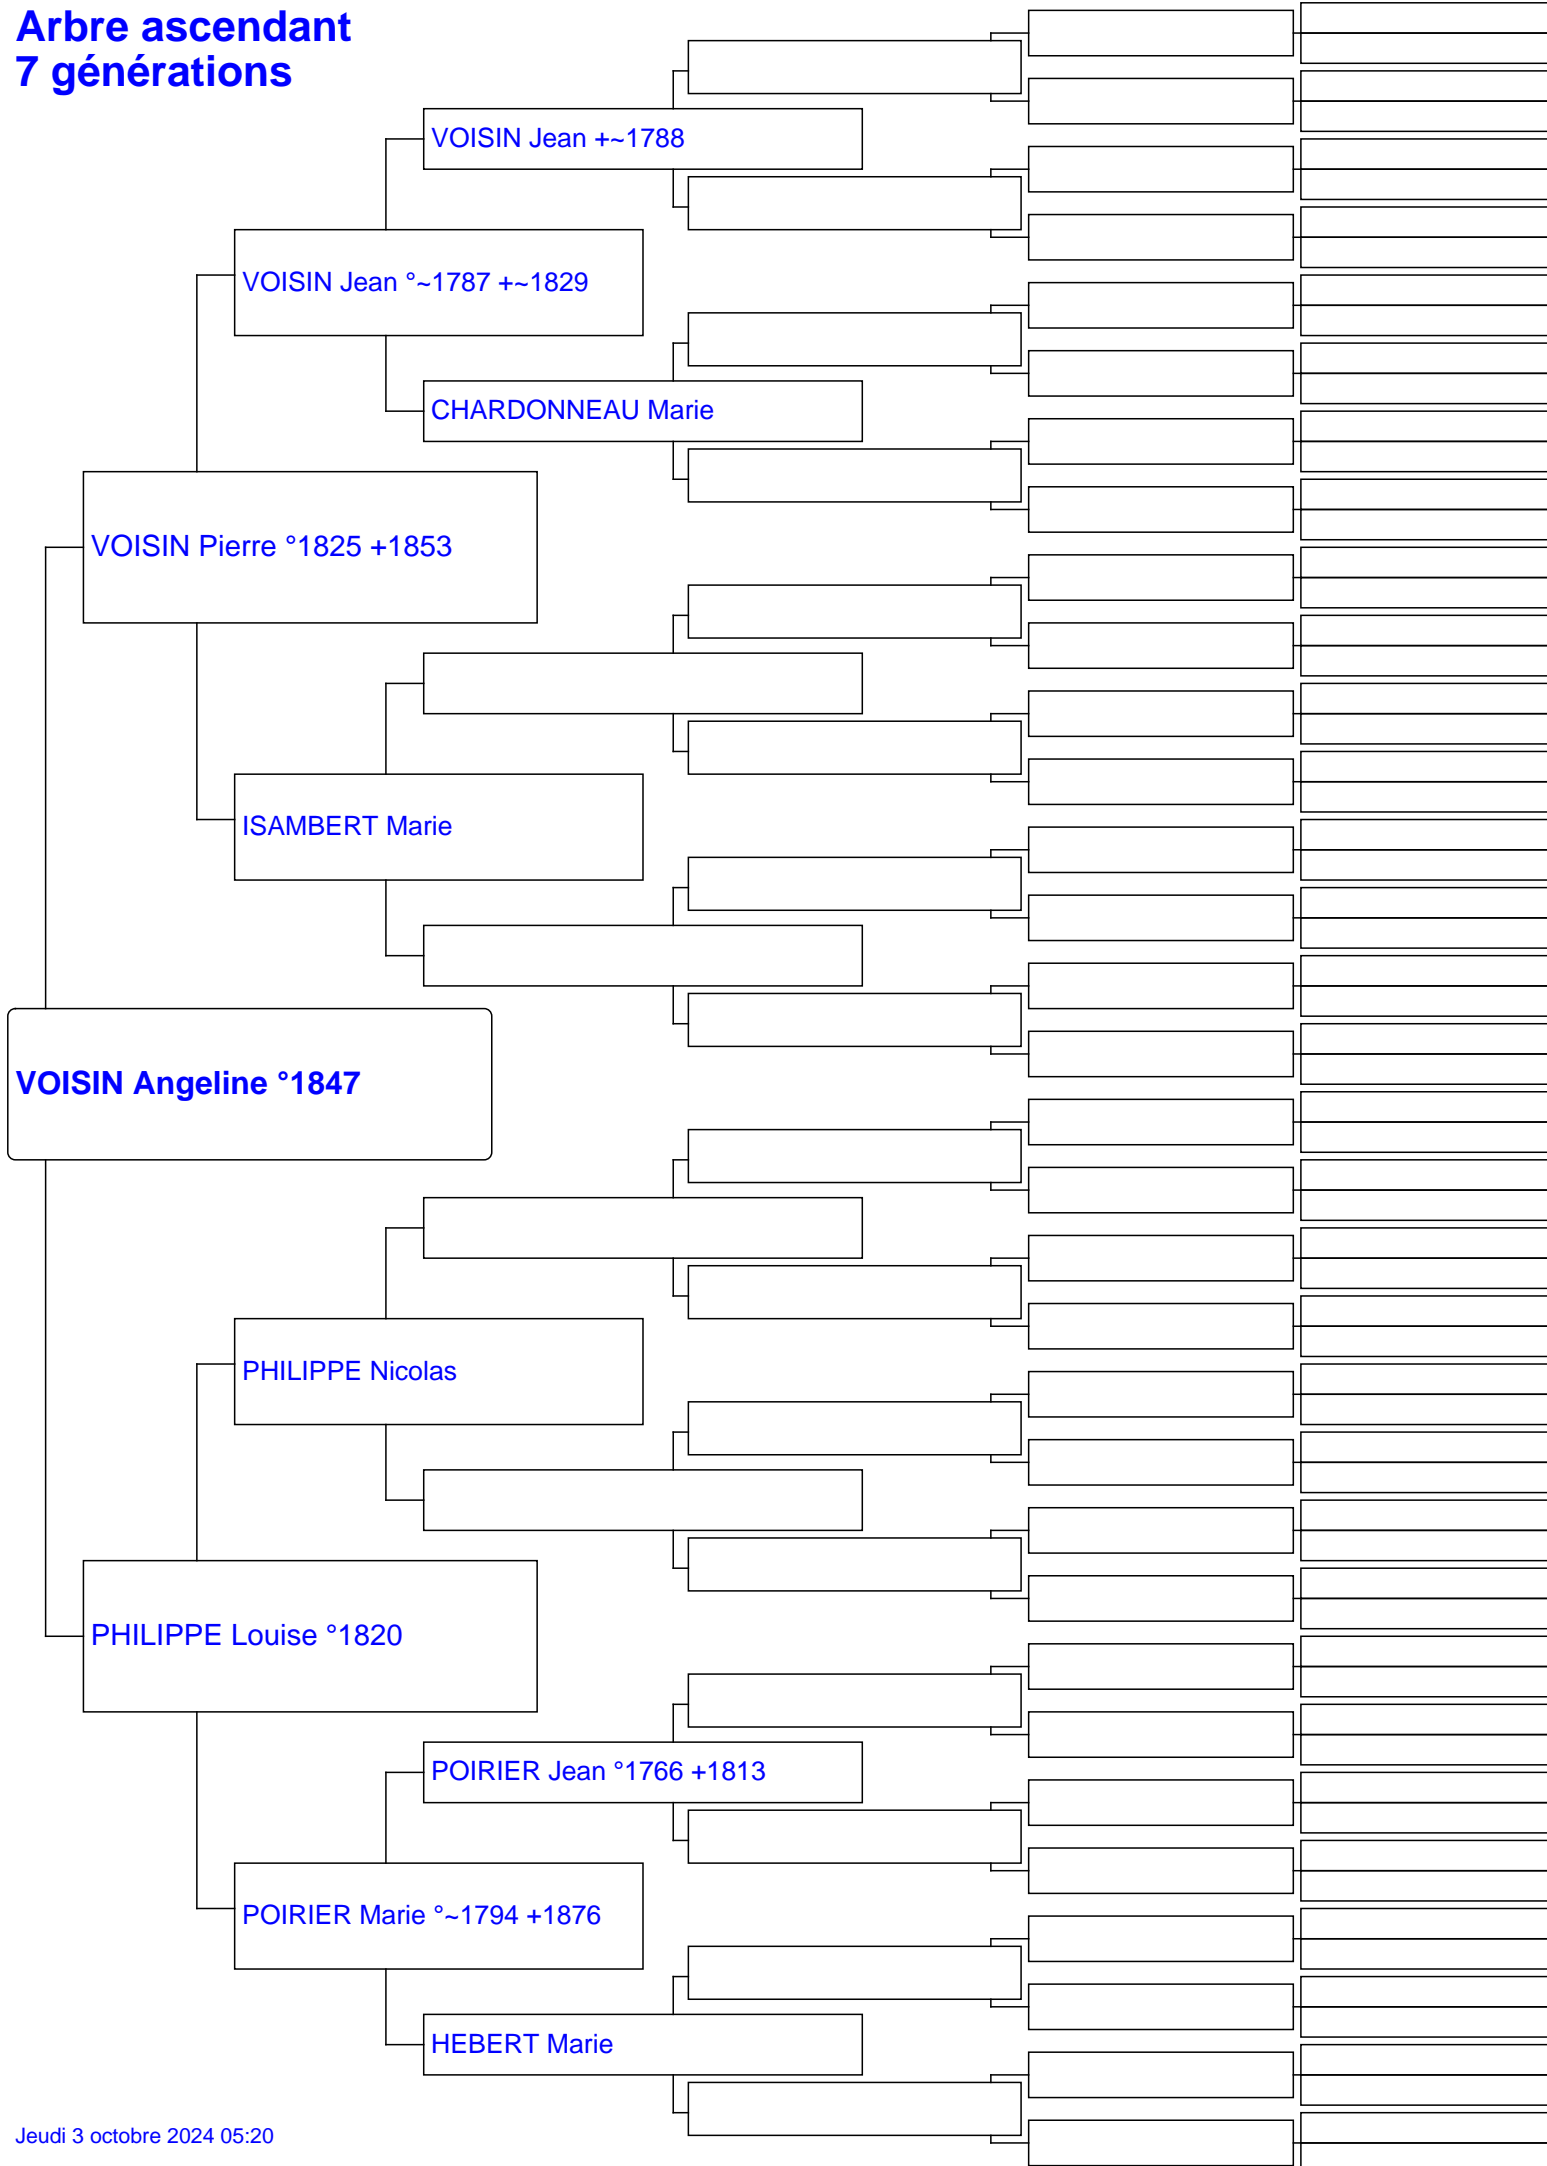 Arbre ascendant
7 générations
VOISIN Jean +~1788
VOISIN Jean °~1787 +~1829
CHARDONNEAU Marie
VOISIN Pierre °1825 +1853
ISAMBERT Marie
VOISIN Angeline °1847
PHILIPPE Nicolas
PHILIPPE Louise °1820
POIRIER Jean °1766 +1813
POIRIER Marie °~1794 +1876
HEBERT Marie
Jeudi 3 octobre 2024 05:20